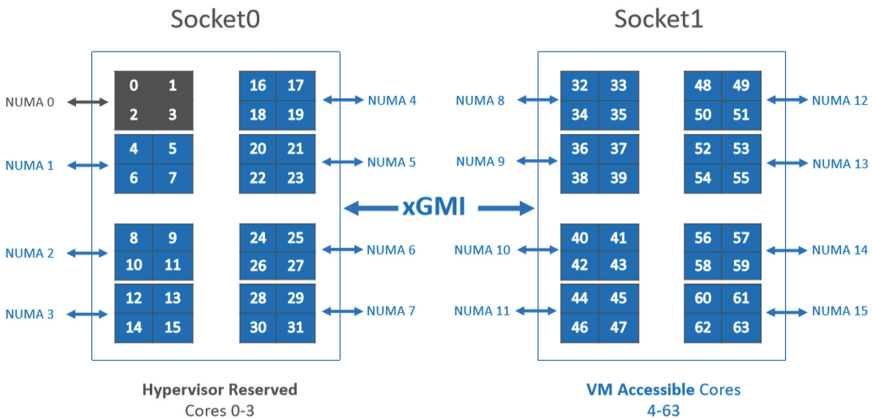 Socket0
Socket1
NUMA 0
0 1
2 3
16 17
18 19
NUMA 4
NUMA 1
4 5
6 7
20 21
22 23
NUMA 5
NUMA 2
8 9
10 11
24 25
26 27
NUMA 6
NUMA 3
12 13
14 15
28 29
30 31
NUMA 7
xGMI
NUMA 8
32 33
34 35
48 49
50 51
NUMA 12
NUMA 9
36 37
38 39
52 53
54 55
NUMA 13
NUMA 10
40 41
42 43
56 57
58 59
NUMA 14
NUMA 11
44 45
46 47
60 61
62 63
NUMA 15
Hypervisor Reserved
Cores 0-3
VM Accessible Cores
4-63